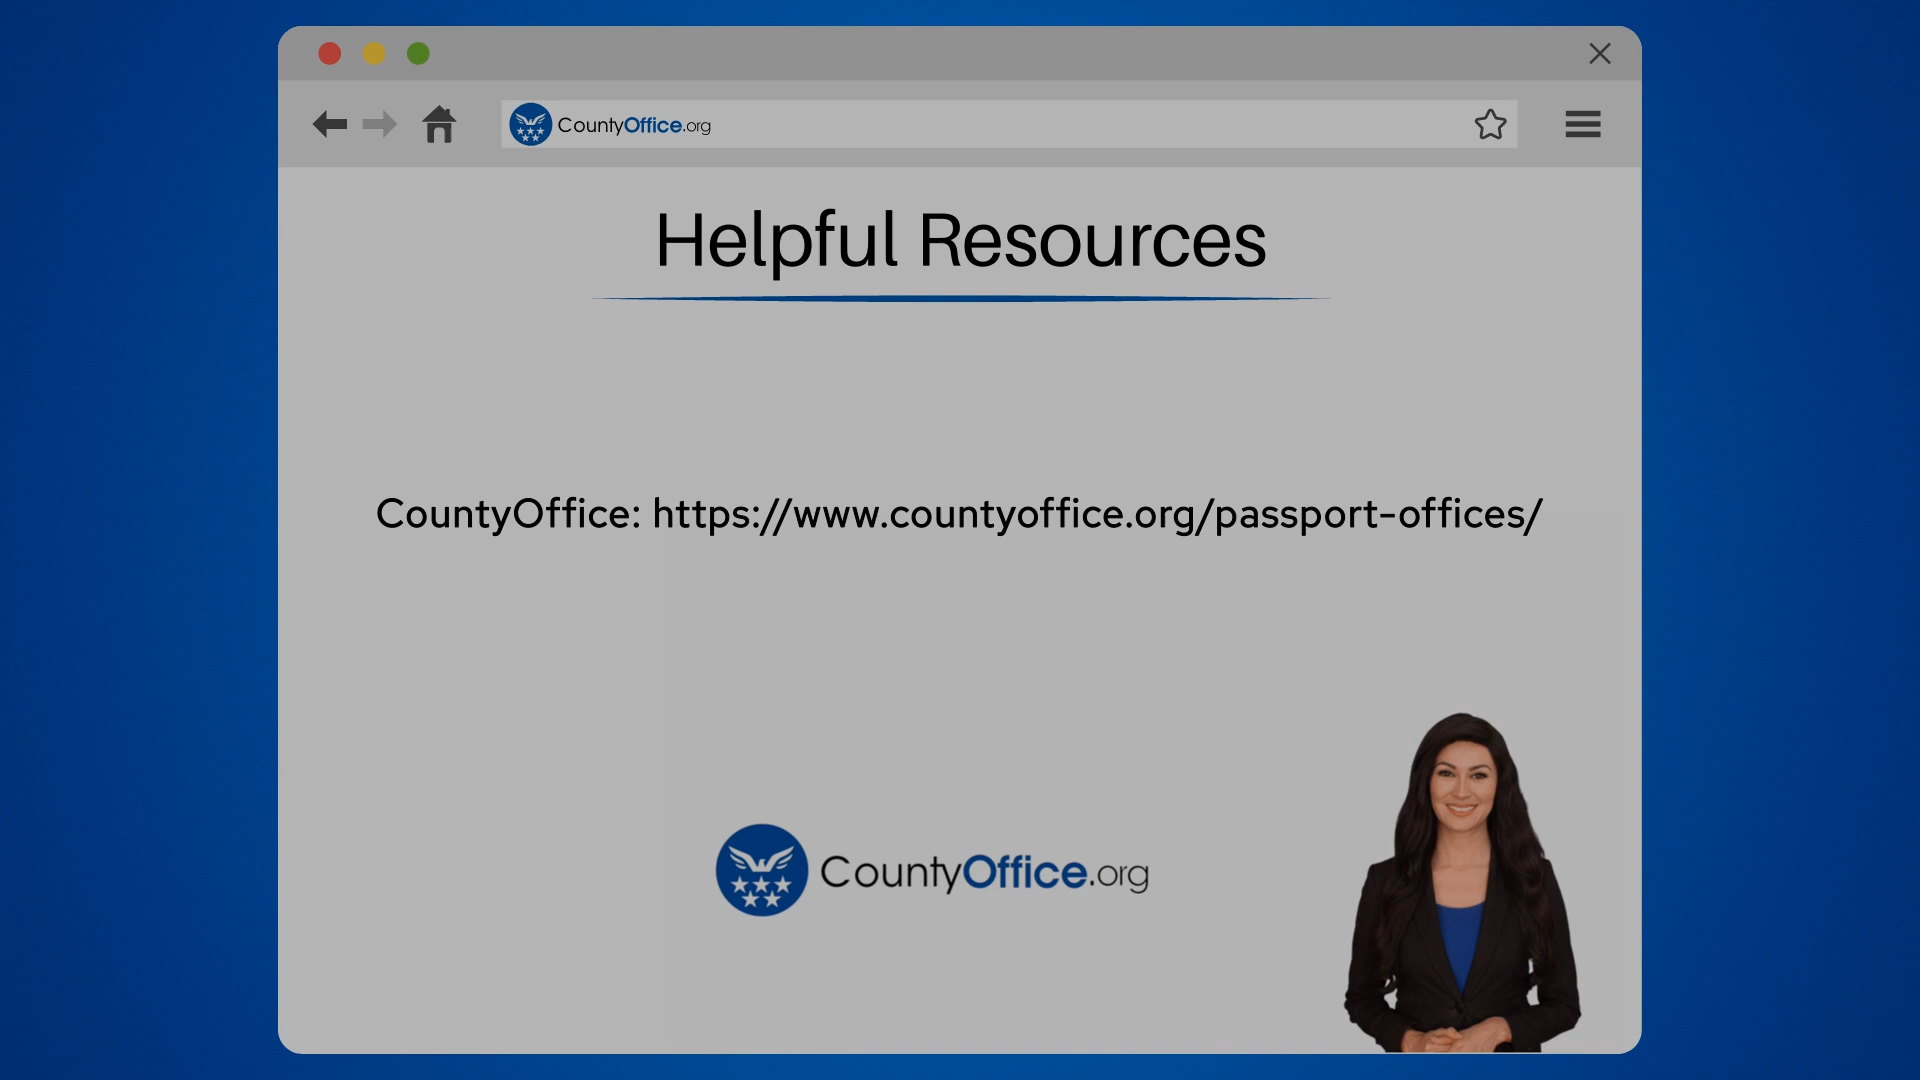 CountyOffice.org
Helpful Resources
CountyOffice: https://www.countyoffice.org/passport-offices/
CountyOffice.org